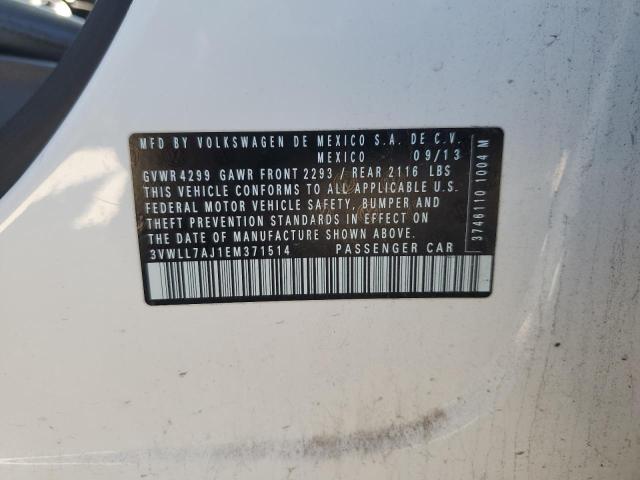 MFD BY VOLKSWAGEN DE MEXICO S.A. DE C.V.
MEXICO 09/13
GVWR 4299 GAWR FRONT 2293 / REAR 2116 LBS
THIS VEHICLE CONFORMS TO ALL APPLICABLE U.S.
FEDERAL MOTOR VEHICLE SAFETY, BUMPER AND
THEFT PREVENTION STANDARDS IN EFFECT ON
THE DATE OF MANUFACTURE SHOWN ABOVE.
3VWLL7AJ1EM371514 PASSENGER CAR
3746110 1004 M